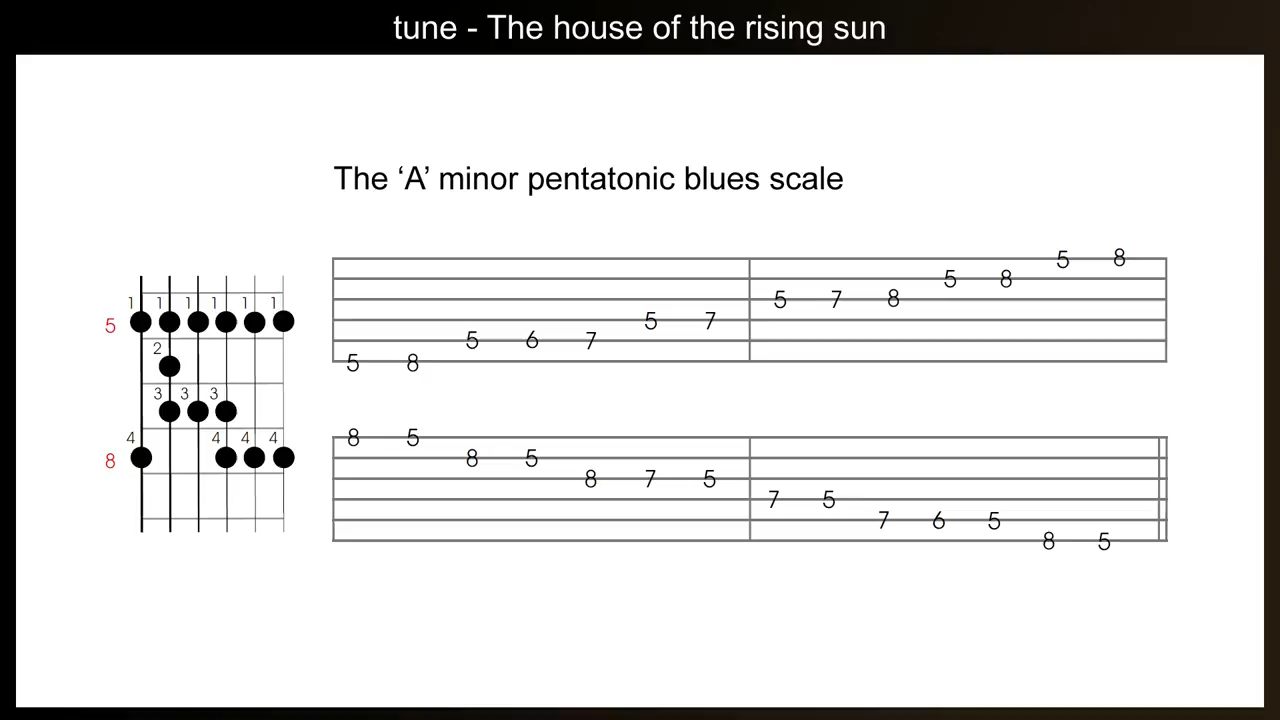 tune - The house of the rising sun
The ‘A’ minor pentatonic blues scale
1 1 1 1 1 1
5
2
3 3 3
4 4 4 4
8
5 8 5 6 7 5 7 5 7 8 5 8 5 8
8 5 8 5 8 7 5 7 5 7 6 5 8 5